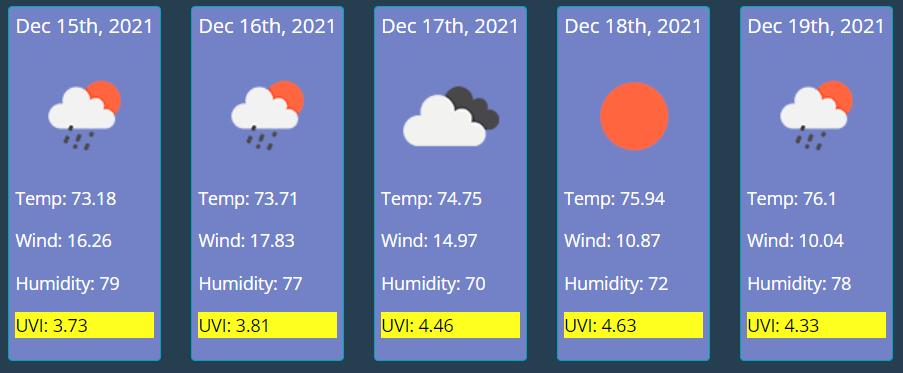 Dec 15th, 2021
Temp: 73.18
Wind: 16.26
Humidity: 79
UVI: 3.73
Dec 16th, 2021
Temp: 73.71
Wind: 17.83
Humidity: 77
UVI: 3.81
Dec 17th, 2021
Temp: 74.75
Wind: 14.97
Humidity: 70
UVI: 4.46
Dec 18th, 2021
Temp: 75.94
Wind: 10.87
Humidity: 72
UVI: 4.63
Dec 19th, 2021
Temp: 76.1
Wind: 10.04
Humidity: 78
UVI: 4.33